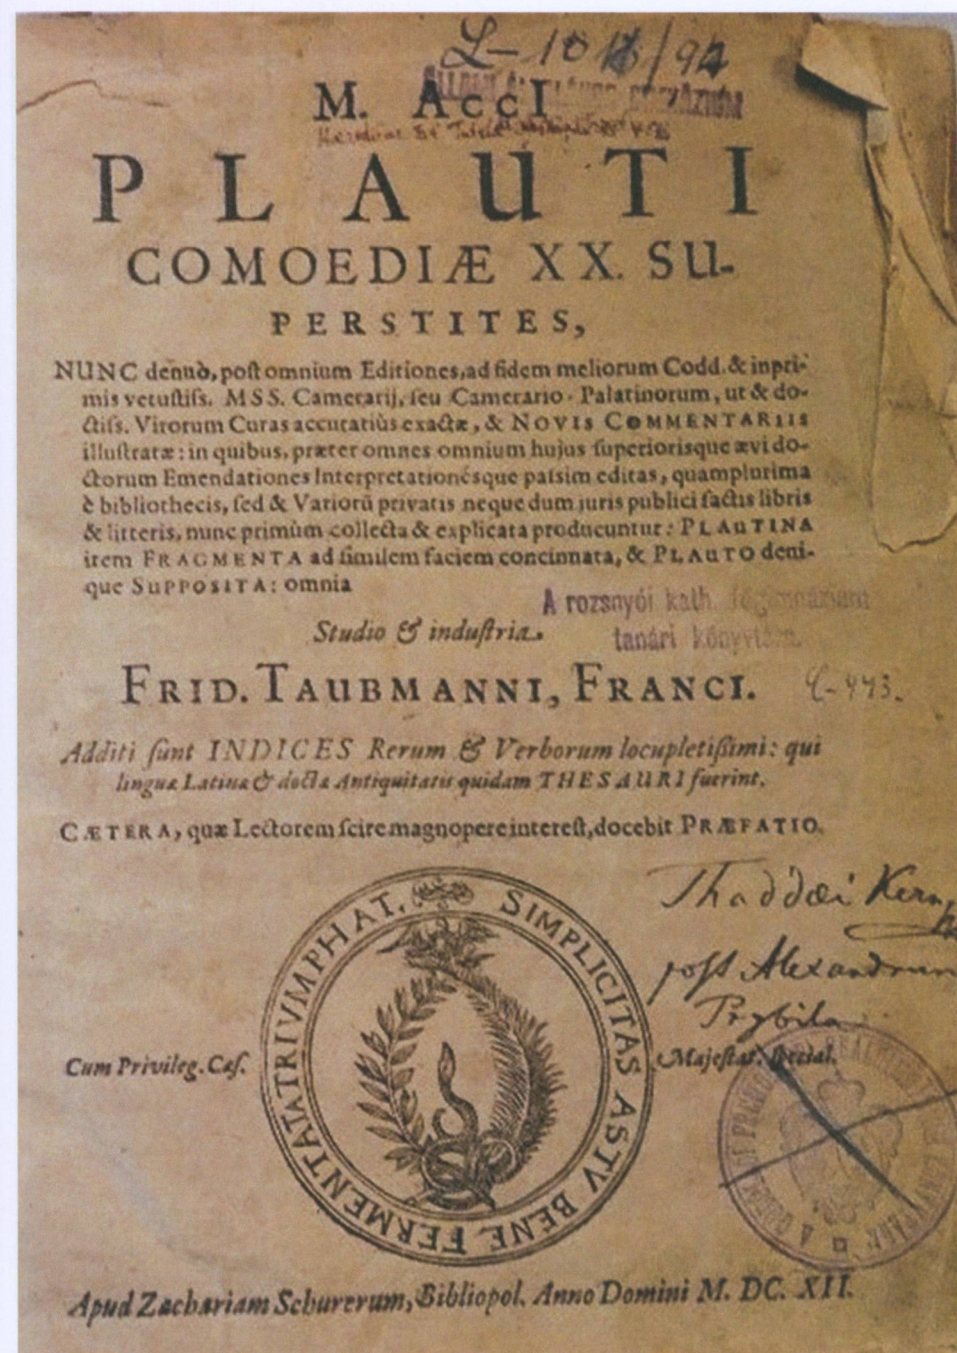 M. AccI
PLAUTI
COMOEDIÆ XX. SU-
PERSTITES,
NUNC denuò, post omnium Editiones, ad fidem meliorum Codd. & inpri-
mis vetustiss. MSS. Camerarij, seu Camerario-Palatinorum, ut & do-
ctiss. Virorum Curas accuratiùs exactæ, & NOVIS COMMENTARIIS
illustratæ: in quibus, præter omnes omnium hujus superiorisque ævi do-
ctorum Emendationes Interpretationésque passim editas, quamplurima
è bibliothecis, sed & Variorū privatis neque dum juris publici factis libris
& litteris, nunc primùm collecta & explicata producuntur: PLAUTINA
item FRAGMENTA ad similem faciem concinnata, & PLAUTO deni-
que SUPPOSITA: omnia
A rozsnyói kath. főgymnásium
tanári könyvtára.
Studio & industria.
FRID. TAUBMANNI, FRANCI.
Additi sunt INDICES Rerum & Verborum locupletissimi: qui
linguæ Latinæ & doctæ Antiquitatis quidam THESAURI fuerint.
CÆTERA, quæ Lectorem scire magnopere interest, docebit PRÆFATIO.
Thaddæi Kern
post Alexandrum
Prybila
SIMPLICITAS ASTV BENE FERMENTATA TRIVMPHAT.
Cum Privileg. Cæs. Majestat. special.
Apud Zachariam Schurerum, Bibliopol. Anno Domini M. DC. XII.